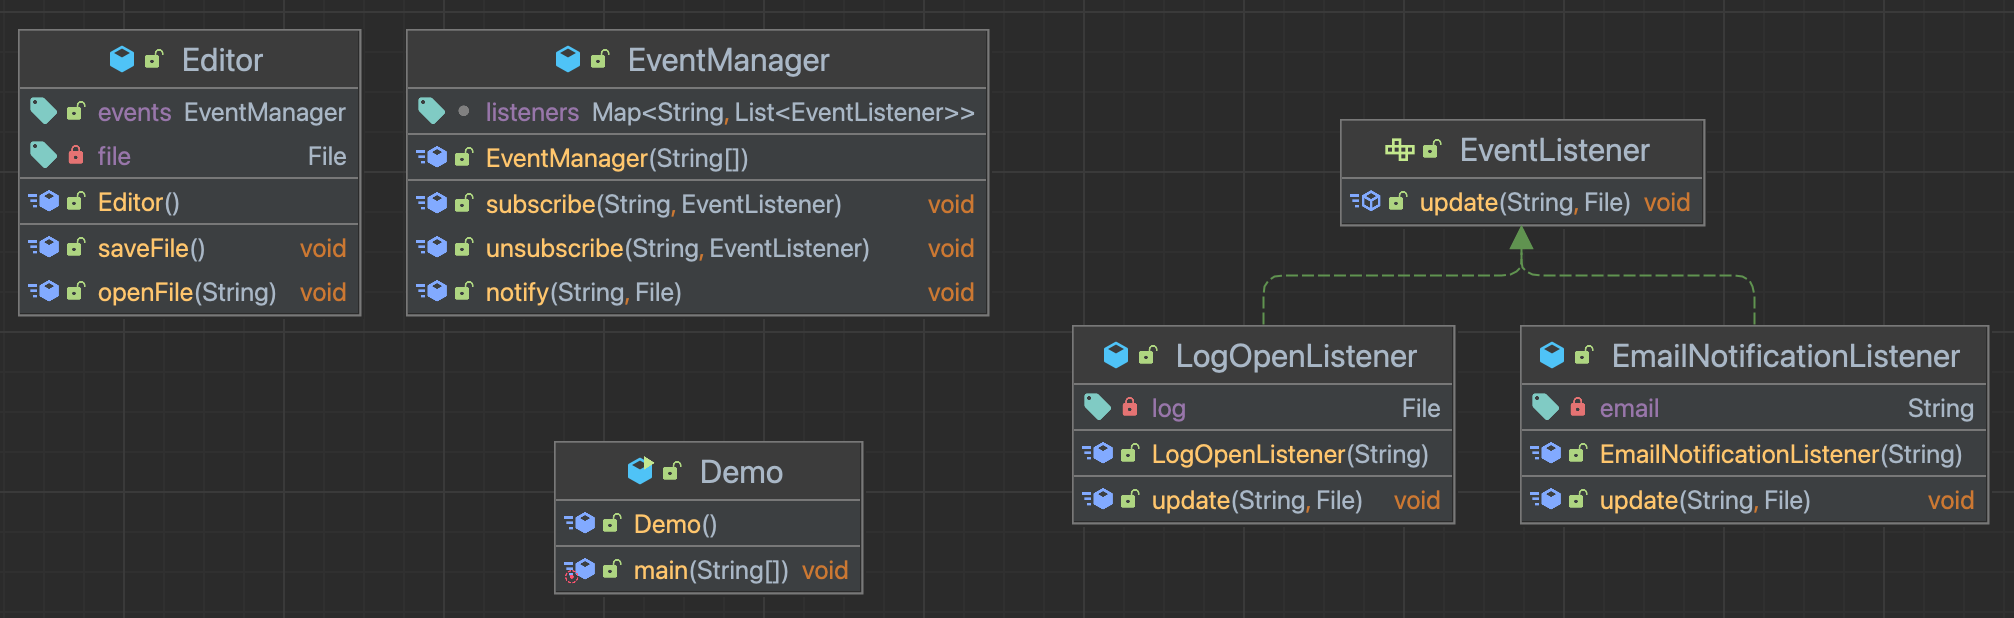 Editor
events EventManager
file File
Editor()
saveFile() void
openFile(String) void
EventManager
listeners Map<String, List<EventListener>>
EventManager(String[])
subscribe(String, EventListener) void
unsubscribe(String, EventListener) void
notify(String, File) void
EventListener
update(String, File) void
LogOpenListener
log File
LogOpenListener(String)
update(String, File) void
EmailNotificationListener
email String
EmailNotificationListener(String)
update(String, File) void
Demo
Demo()
main(String[]) void